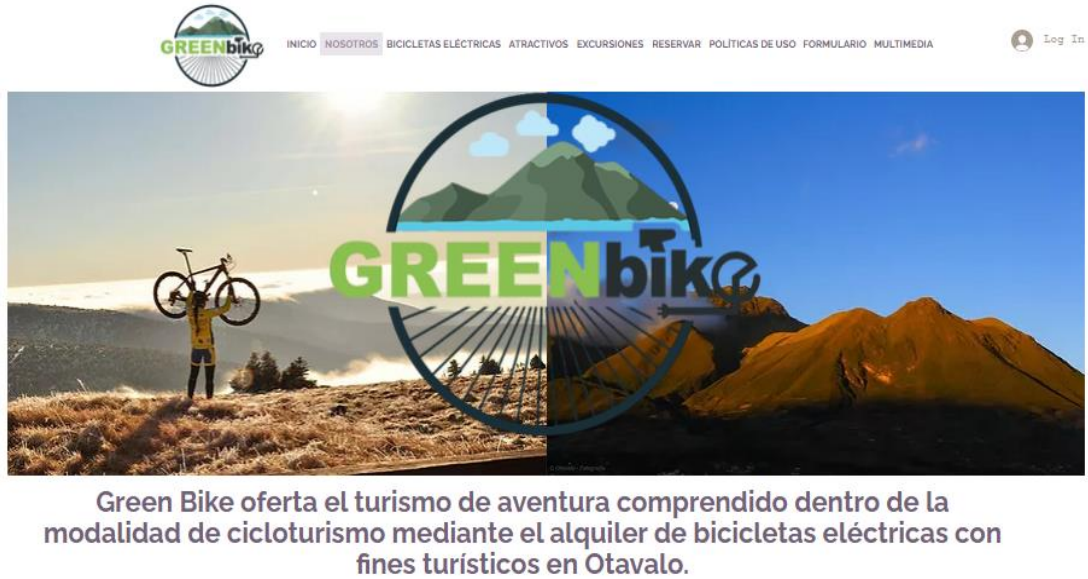 GREENbike
INICIO NOSOTROS BICICLETAS ELÉCTRICAS ATRACTIVOS EXCURSIONES RESERVAR POLÍTICAS DE USO FORMULARIO MULTIMEDIA
Log In
GREENbike
Green Bike oferta el turismo de aventura comprendido dentro de la
modalidad de cicloturismo mediante el alquiler de bicicletas eléctricas con
fines turísticos en Otavalo.